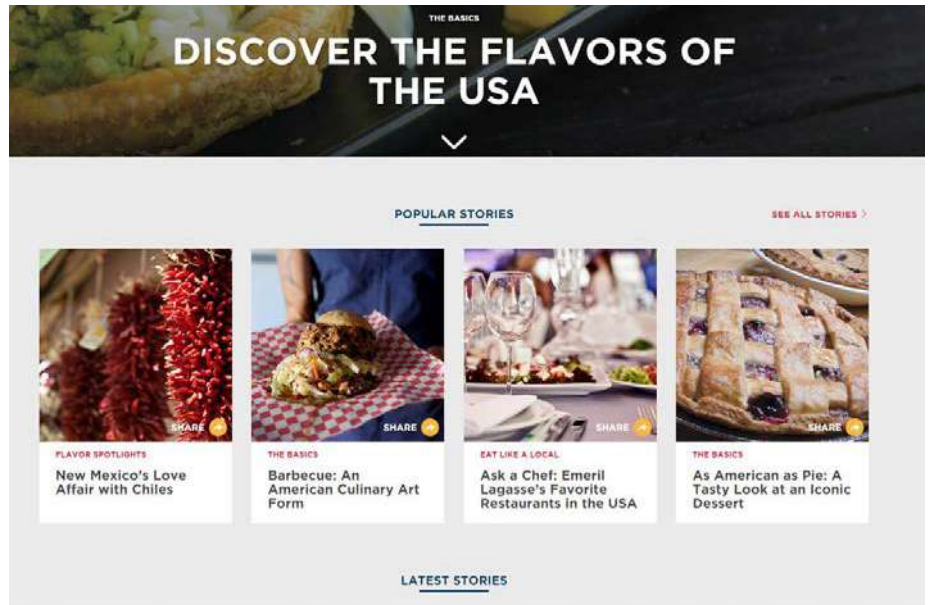 THE BASICS
DISCOVER THE FLAVORS OF
THE USA
POPULAR STORIES
SEE ALL STORIES
SHARE
FLAVOR SPOTLIGHTS
New Mexico's Love
Affair with Chiles
SHARE
THE BASICS
Barbecue: An
American Culinary Art
Form
SHARE
EAT LIKE A LOCAL
Ask a Chef: Emeril
Lagasse's Favorite
Restaurants in the USA
SHARE
THE BASICS
As American as Pie: A
Tasty Look at an Iconic
Dessert
LATEST STORIES